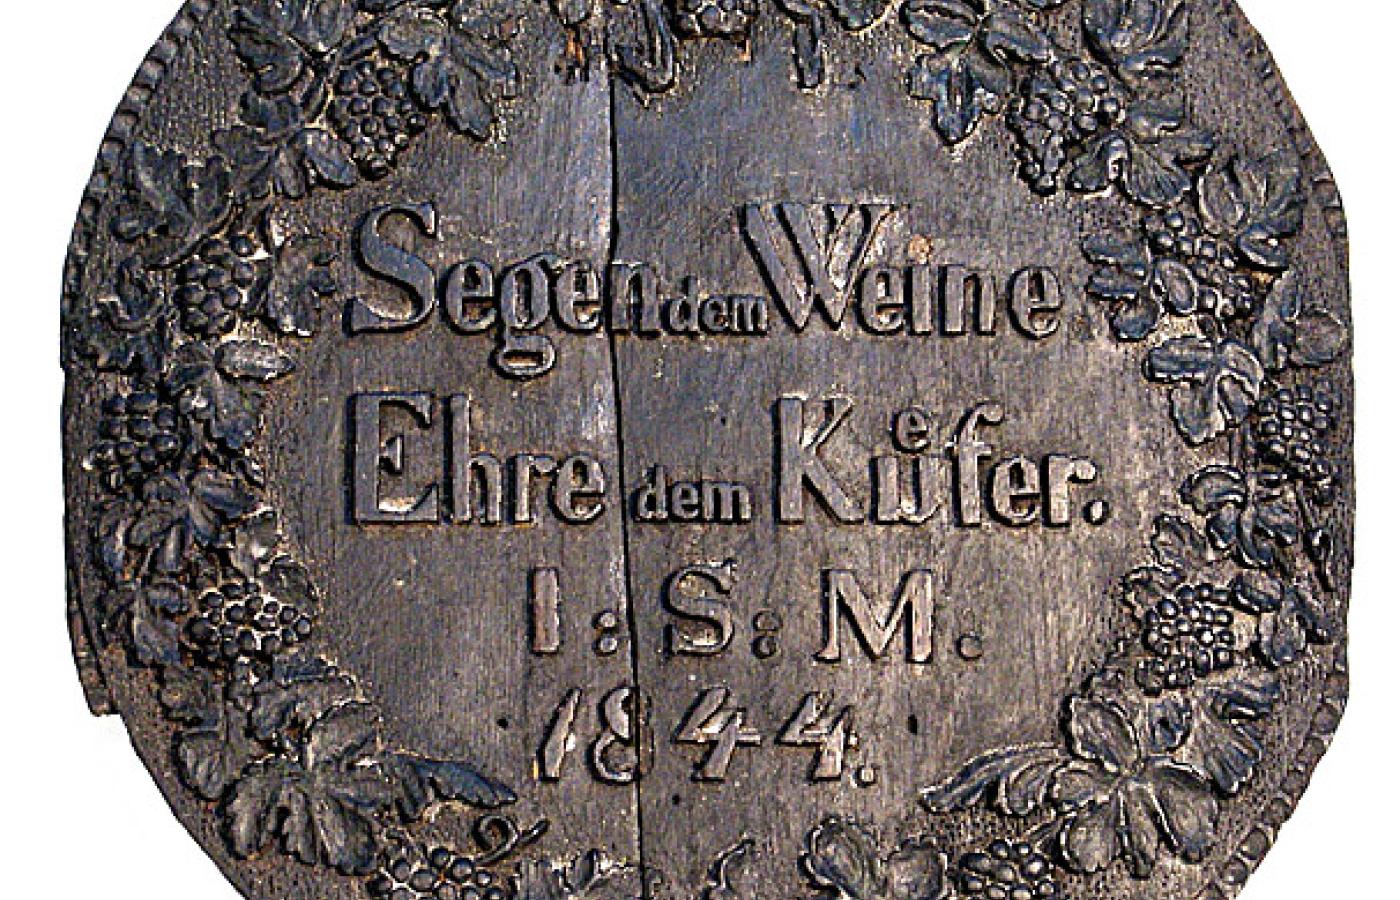 Segen dem Weine
Ehre dem Kuͤfer.
I : S : M .
1844.